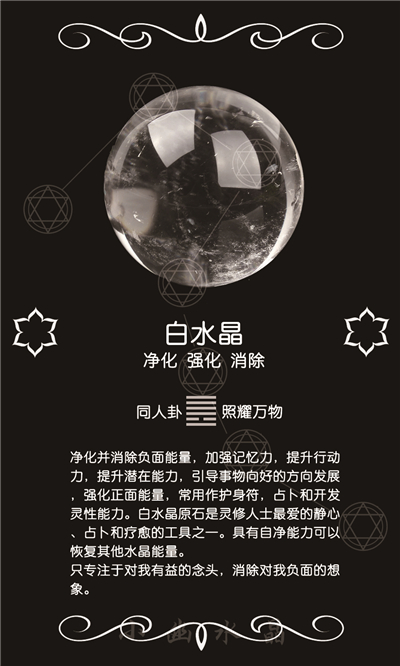 白水晶
净化 强化 消除
同人卦 照耀万物
净化并消除负面能量，加强记忆力，提升行动
力，提升潜在能力，引导事物向好的方向发展
，强化正面能量，常用作护身符，占卜和开发
灵性能力。白水晶原石是灵修人士最爱的静心
、占卜和疗愈的工具之一。具有自净能力可以
恢复其他水晶能量。
只专注于对我有益的念头，消除对我负面的想
象。